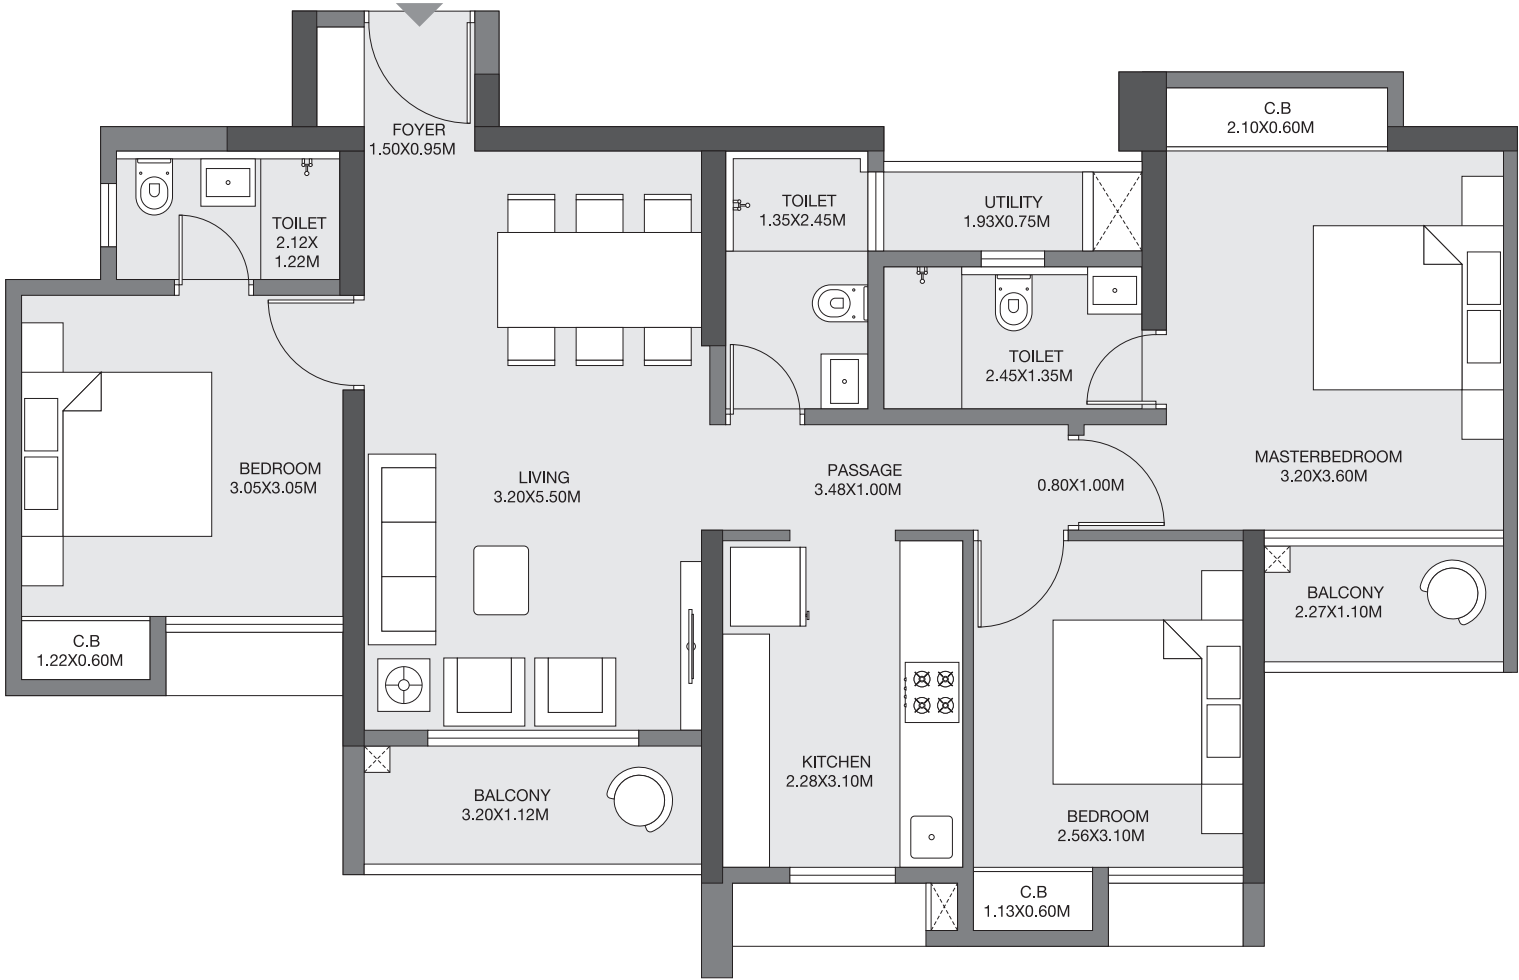 FOYER
1.50X0.95M
C.B
2.10X0.60M
TOILET
2.12X
1.22M
TOILET
1.35X2.45M
UTILITY
1.93X0.75M
TOILET
2.45X1.35M
BEDROOM
3.05X3.05M
LIVING
3.20X5.50M
PASSAGE
3.48X1.00M
0.80X1.00M
MASTERBEDROOM
3.20X3.60M
BALCONY
2.27X1.10M
C.B
1.22X0.60M
BALCONY
3.20X1.12M
KITCHEN
2.28X3.10M
BEDROOM
2.56X3.10M
C.B
1.13X0.60M